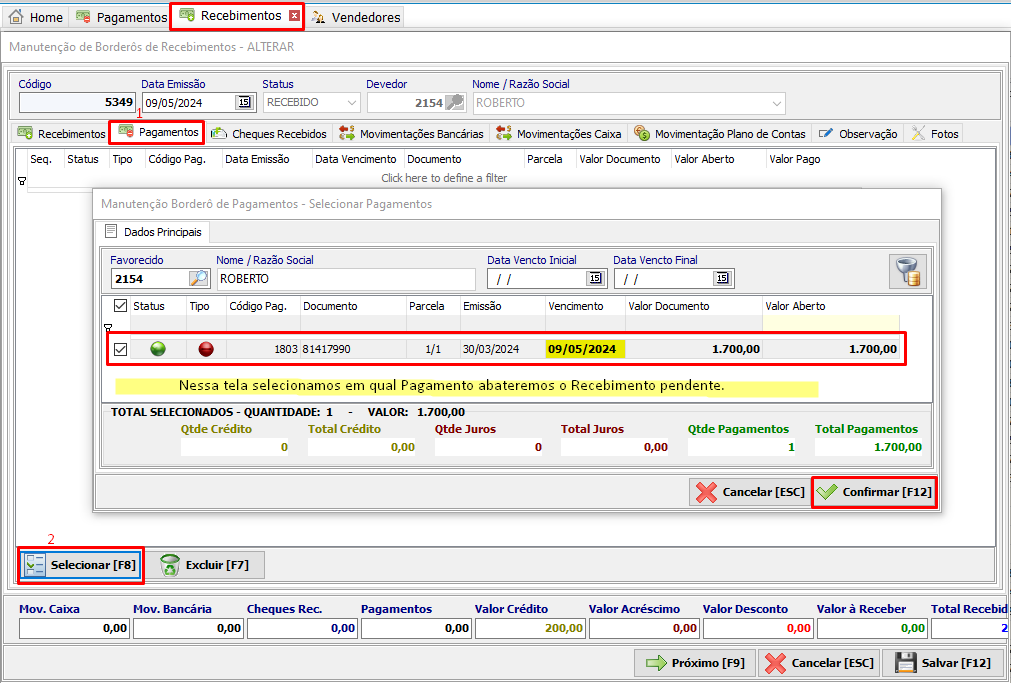 Home Pagamentos Recebimentos Vendedores
Manutenção de Borderôs de Recebimentos - ALTERAR
Código Data Emissão Status Devedor Nome / Razão Social
5349 09/05/2024 15 RECEBIDO 2154 ROBERTO
1
Recebimentos Pagamentos Cheques Recebidos Movimentações Bancárias Movimentações Caixa Movimentação Plano de Contas Observação Fotos
Seq. Status Tipo Código Pag. Data Emissão Data Vencimento Documento Parcela Valor Documento Valor Aberto Valor Pago
Click here to define a filter
Manutenção Borderô de Pagamentos - Selecionar Pagamentos
Dados Principais
Favorecido Nome / Razão Social Data Vencto Inicial Data Vencto Final
2154 ROBERTO / / 15 / / 15
Status Tipo Código Pag. Documento Parcela Emissão Vencimento Valor Documento Valor Aberto
1803 81417990 1/1 30/03/2024 09/05/2024 1.700,00 1.700,00
Nessa tela selecionamos em qual Pagamento abateremos o Recebimento pendente.
TOTAL SELECIONADOS - QUANTIDADE: 1 - VALOR: 1.700,00
Qtde Crédito Total Crédito Qtde Juros Total Juros Qtde Pagamentos Total Pagamentos
0 0,00 0 0,00 1 1.700,00
Cancelar [ESC] Confirmar [F12]
2
Selecionar [F8] Excluir [F7]
Mov. Caixa Mov. Bancária Cheques Rec. Pagamentos Valor Crédito Valor Acréscimo Valor Desconto Valor à Receber Total Recebid
0,00 0,00 0,00 0,00 200,00 0,00 0,00 0,00 2
Próximo [F9] Cancelar [ESC] Salvar [F12]